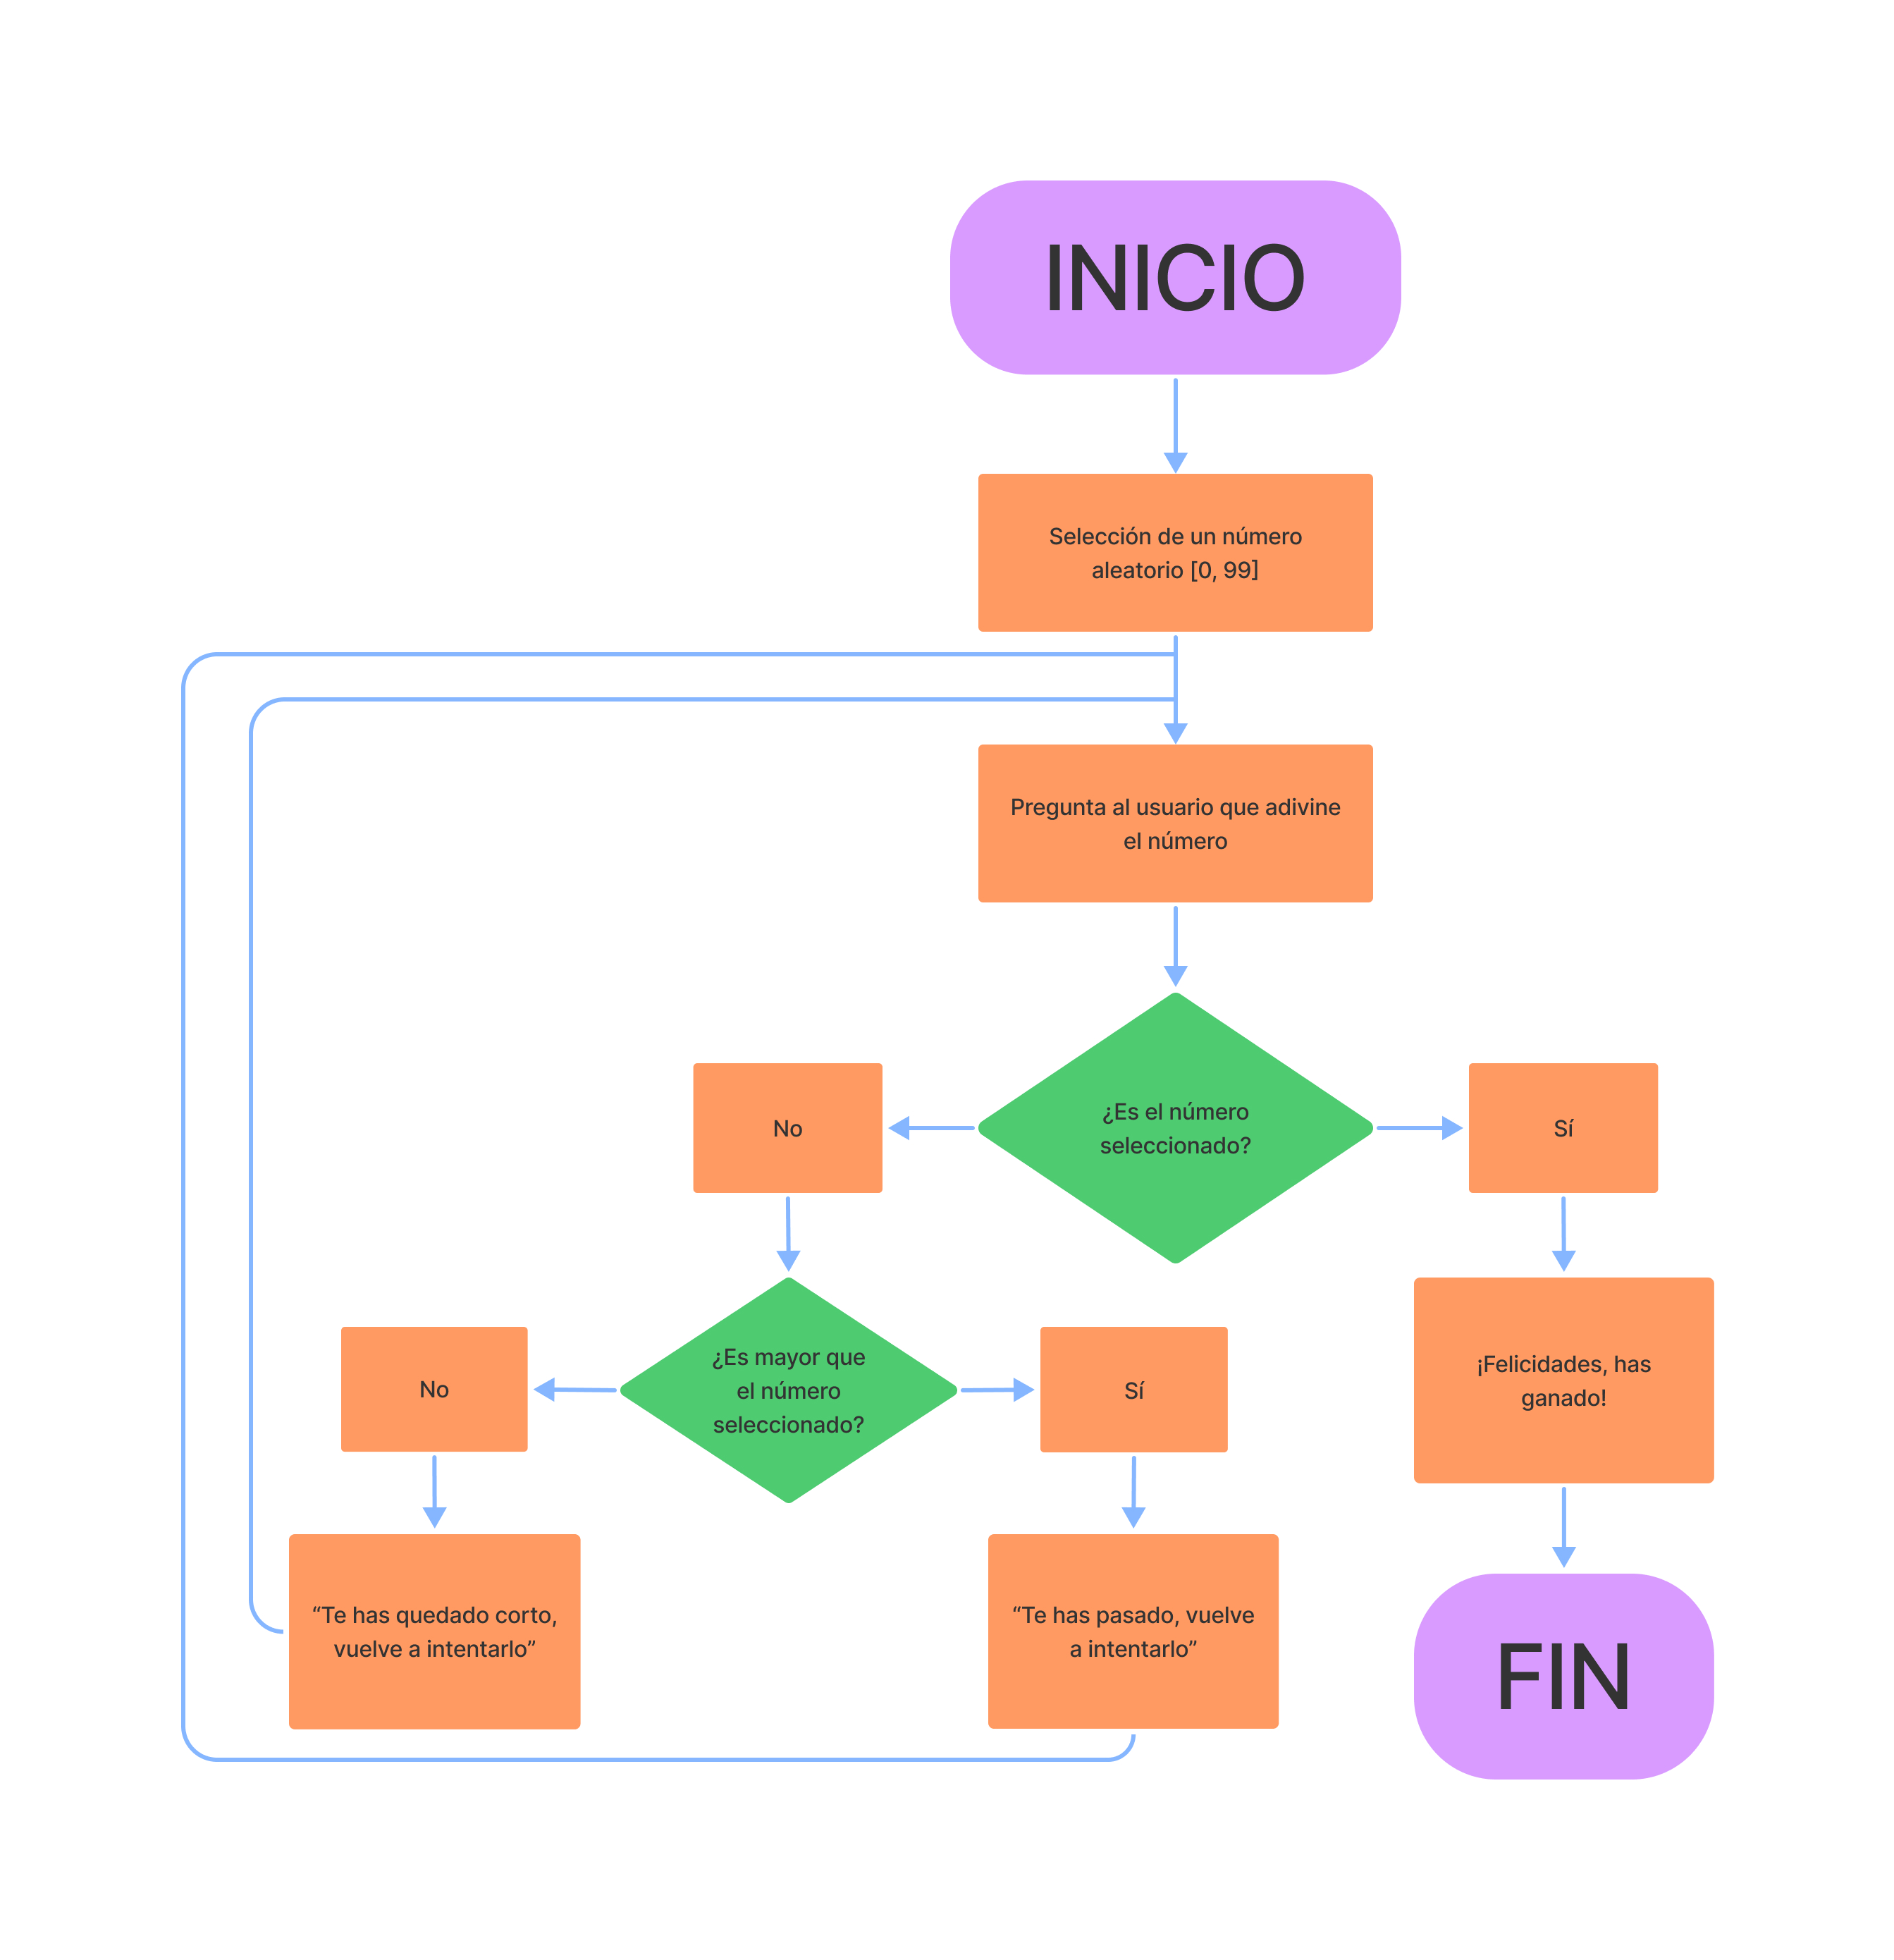 INICIO
Selección de un número
aleatorio [0, 99]
Pregunta al usuario que adivine
el número
¿Es el número
seleccionado?
No
Sí
¿Es mayor que
el número
seleccionado?
No
Sí
¡Felicidades, has
ganado!
“Te has quedado corto,
vuelve a intentarlo”
“Te has pasado, vuelve
a intentarlo”
FIN